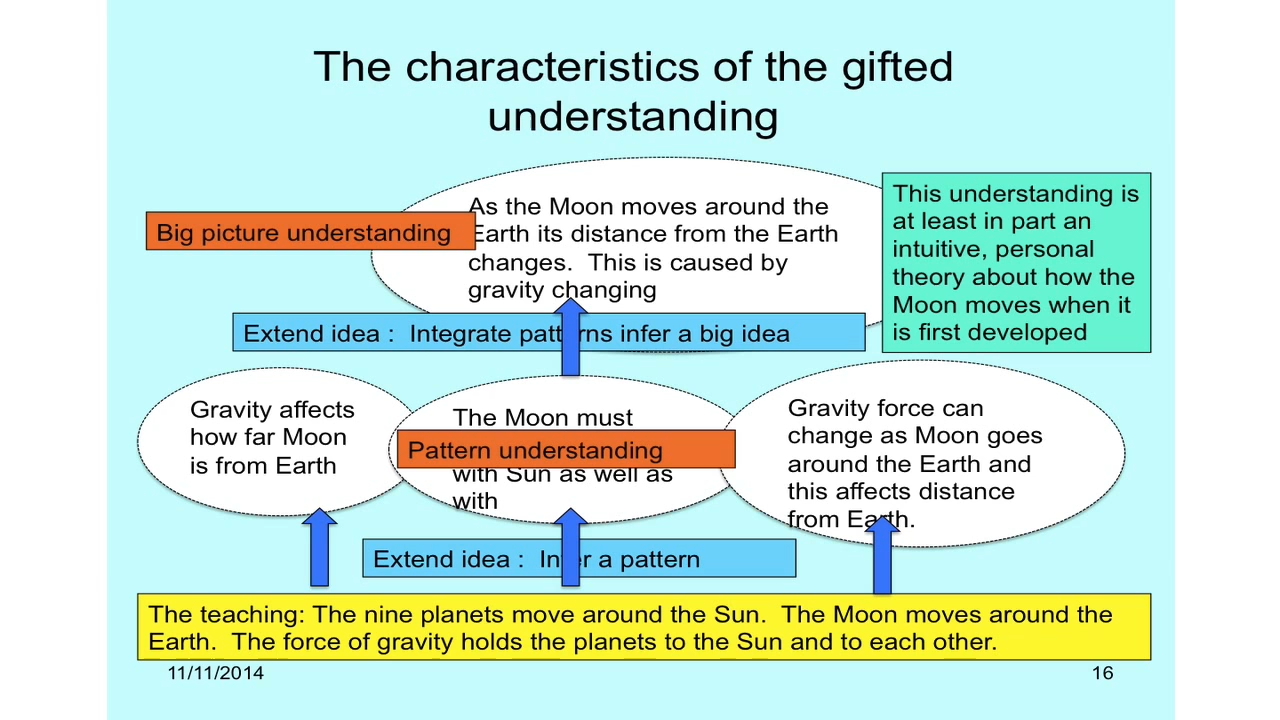 The characteristics of the gifted
understanding
As the Moon moves around the
Earth its distance from the Earth
changes.  This is caused by
gravity changing
Big picture understanding
This understanding is
at least in part an
intuitive, personal
theory about how the
Moon moves when it
is first developed
Extend idea :  Integrate patterns infer a big idea
Gravity affects
how far Moon
is from Earth
The Moon must
Pattern understanding
with Sun as well as
with
Gravity force can
change as Moon goes
around the Earth and
this affects distance
from Earth.
Extend idea :  Infer a pattern
The teaching: The nine planets move around the Sun.  The Moon moves around the
Earth.  The force of gravity holds the planets to the Sun and to each other.
11/11/2014
16